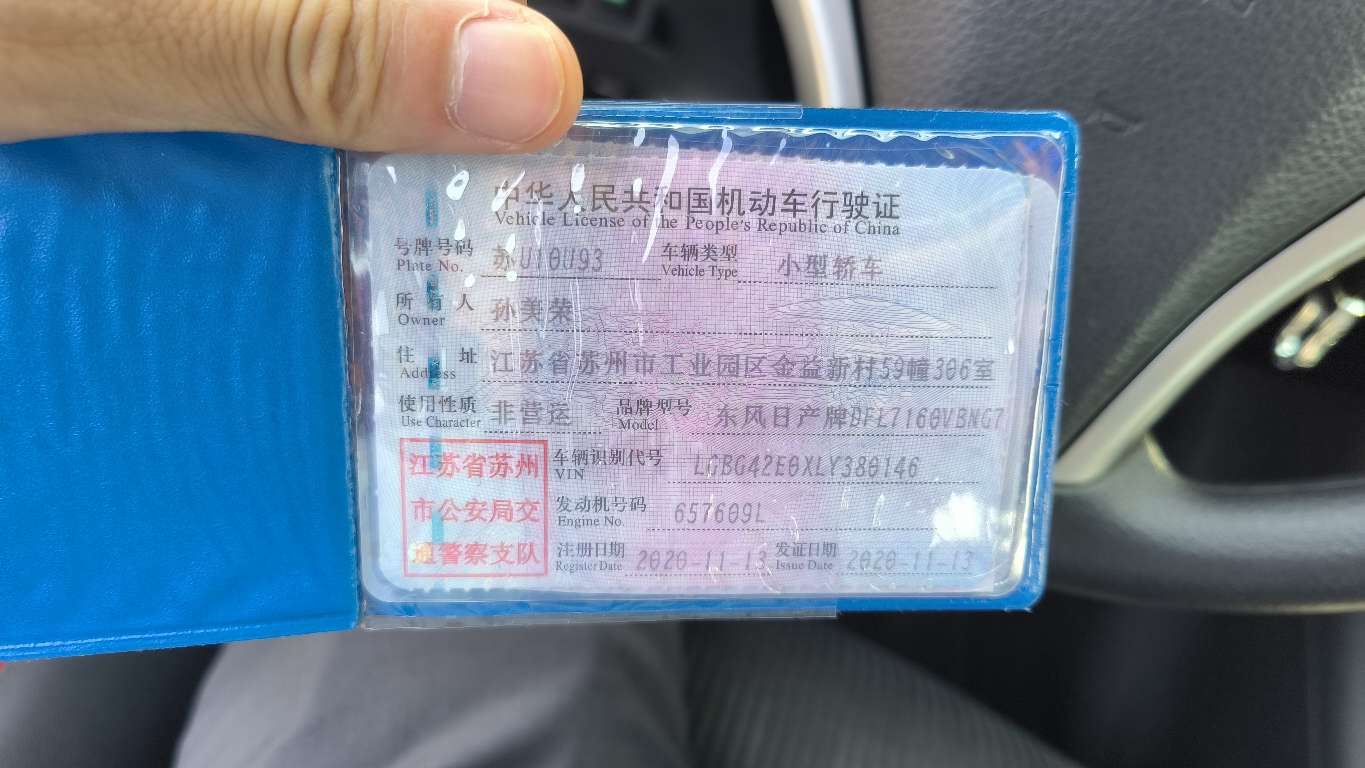 中华人民共和国机动车行驶证
Vehicle License of the People's Republic of China
号牌号码 苏U10U93 车辆类型 小型轿车
Plate No. Vehicle Type
所有人 孙美荣
Owner
住址 江苏省苏州市工业园区金益新村59幢306室
Address
使用性质 非营运 品牌型号 东风日产牌DFL7160VBNG7
Use Character Model
江苏省苏州
市公安局交
通警察支队
车辆识别代号 LGBG42E0XLY380146
VIN
发动机号码 657609L
Engine No.
注册日期 2020-11-13 发证日期 2020-11-13
Register Date Issue Date